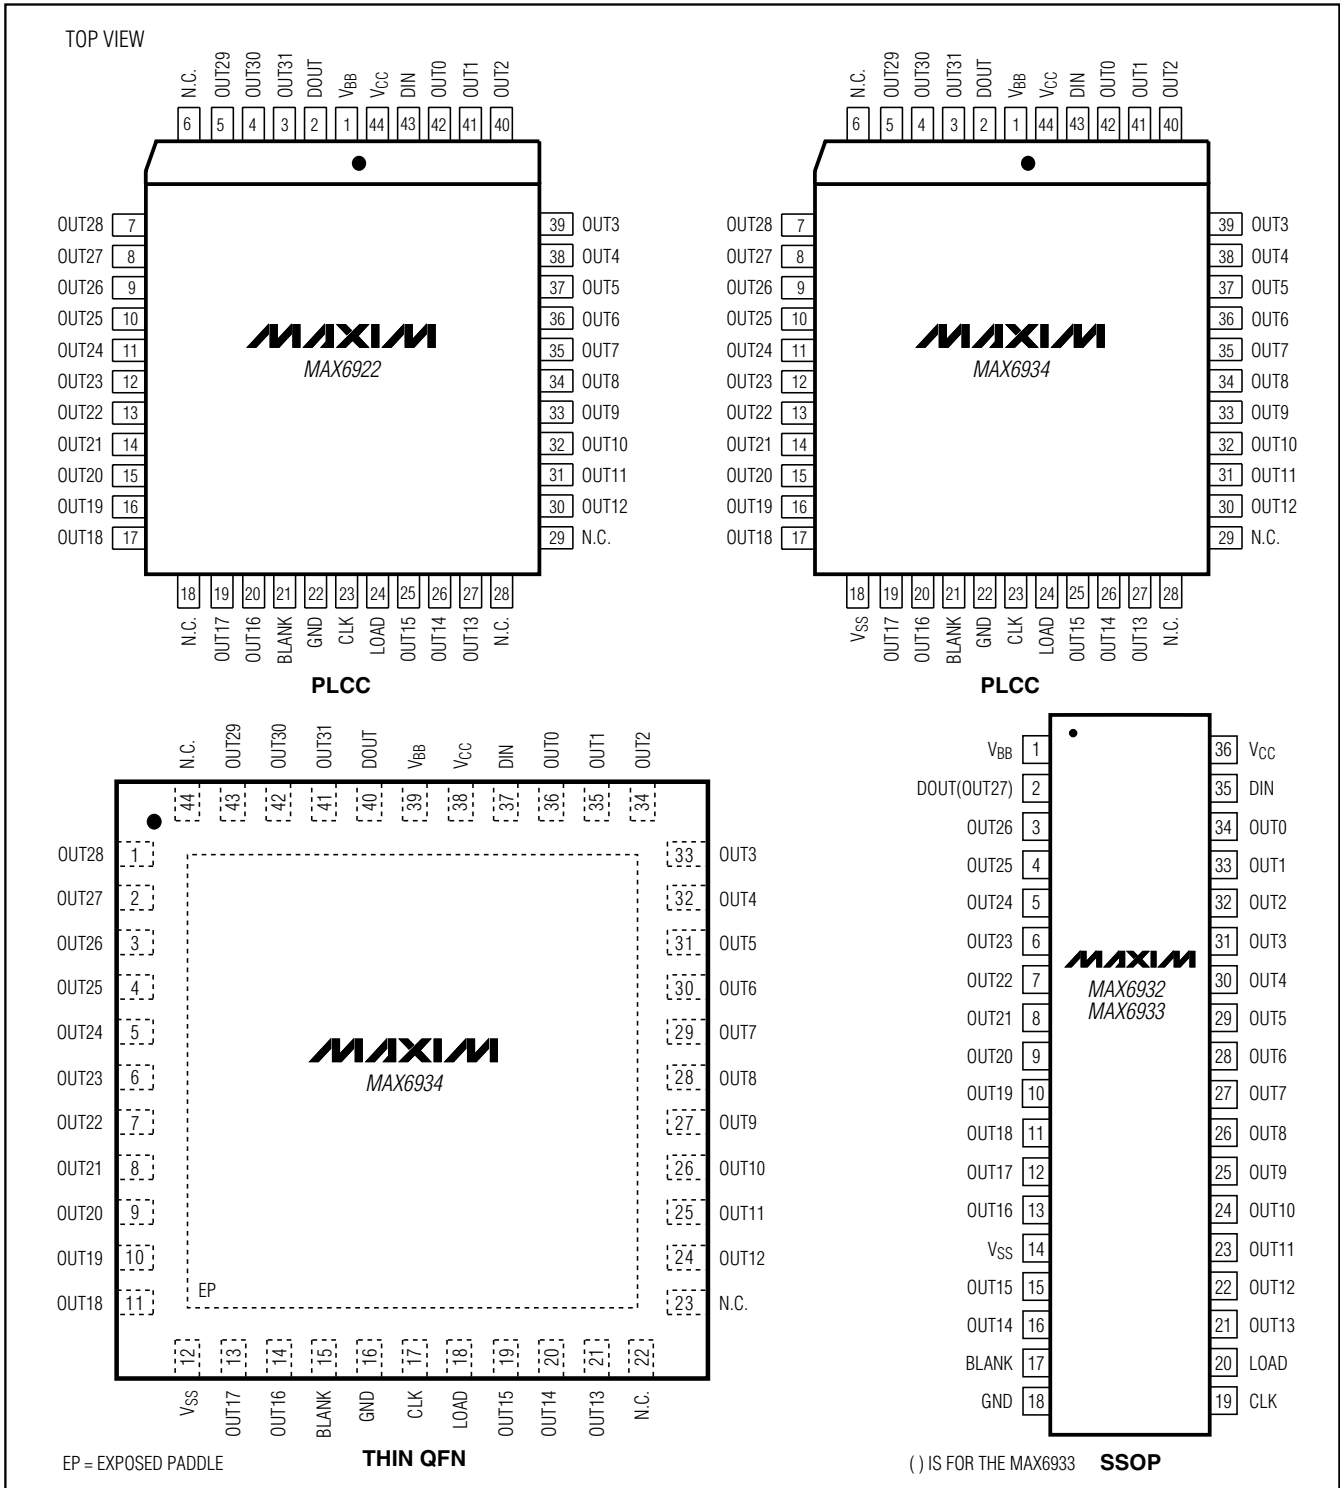 TOP VIEW
N.C. OUT29 OUT30 OUT31 DOUT VBB VCC DIN OUT0 OUT1 OUT2
6 5 4 3 2 1 44 43 42 41 40
OUT28 7 39 OUT3
OUT27 8 38 OUT4
OUT26 9 37 OUT5
OUT25 10 36 OUT6
OUT24 11 35 OUT7
OUT23 12 34 OUT8
OUT22 13 33 OUT9
OUT21 14 32 OUT10
OUT20 15 31 OUT11
OUT19 16 30 OUT12
OUT18 17 29 N.C.
MAXIM
MAX6922
18 19 20 21 22 23 24 25 26 27 28
N.C. OUT17 OUT16 BLANK GND CLK LOAD OUT15 OUT14 OUT13 N.C.
PLCC
N.C. OUT29 OUT30 OUT31 DOUT VBB VCC DIN OUT0 OUT1 OUT2
6 5 4 3 2 1 44 43 42 41 40
OUT28 7 39 OUT3
OUT27 8 38 OUT4
OUT26 9 37 OUT5
OUT25 10 36 OUT6
OUT24 11 35 OUT7
OUT23 12 34 OUT8
OUT22 13 33 OUT9
OUT21 14 32 OUT10
OUT20 15 31 OUT11
OUT19 16 30 OUT12
OUT18 17 29 N.C.
MAXIM
MAX6934
18 19 20 21 22 23 24 25 26 27 28
VSS OUT17 OUT16 BLANK GND CLK LOAD OUT15 OUT14 OUT13 N.C.
PLCC
N.C. OUT29 OUT30 OUT31 DOUT VBB VCC DIN OUT0 OUT1 OUT2
44 43 42 41 40 39 38 37 36 35 34
OUT28 1 33 OUT3
OUT27 2 32 OUT4
OUT26 3 31 OUT5
OUT25 4 30 OUT6
OUT24 5 29 OUT7
OUT23 6 28 OUT8
OUT22 7 27 OUT9
OUT21 8 26 OUT10
OUT20 9 25 OUT11
OUT19 10 24 OUT12
OUT18 11 23 N.C.
MAXIM
MAX6934
EP
12 13 14 15 16 17 18 19 20 21 22
VSS OUT17 OUT16 BLANK GND CLK LOAD OUT15 OUT14 OUT13 N.C.
EP = EXPOSED PADDLE
THIN QFN
VBB 1 36 VCC
DOUT(OUT27) 2 35 DIN
OUT26 3 34 OUT0
OUT25 4 33 OUT1
OUT24 5 32 OUT2
OUT23 6 31 OUT3
OUT22 7 30 OUT4
OUT21 8 29 OUT5
OUT20 9 28 OUT6
OUT19 10 27 OUT7
OUT18 11 26 OUT8
OUT17 12 25 OUT9
OUT16 13 24 OUT10
VSS 14 23 OUT11
OUT15 15 22 OUT12
OUT14 16 21 OUT13
BLANK 17 20 LOAD
GND 18 19 CLK
MAXIM
MAX6932
MAX6933
( ) IS FOR THE MAX6933
SSOP